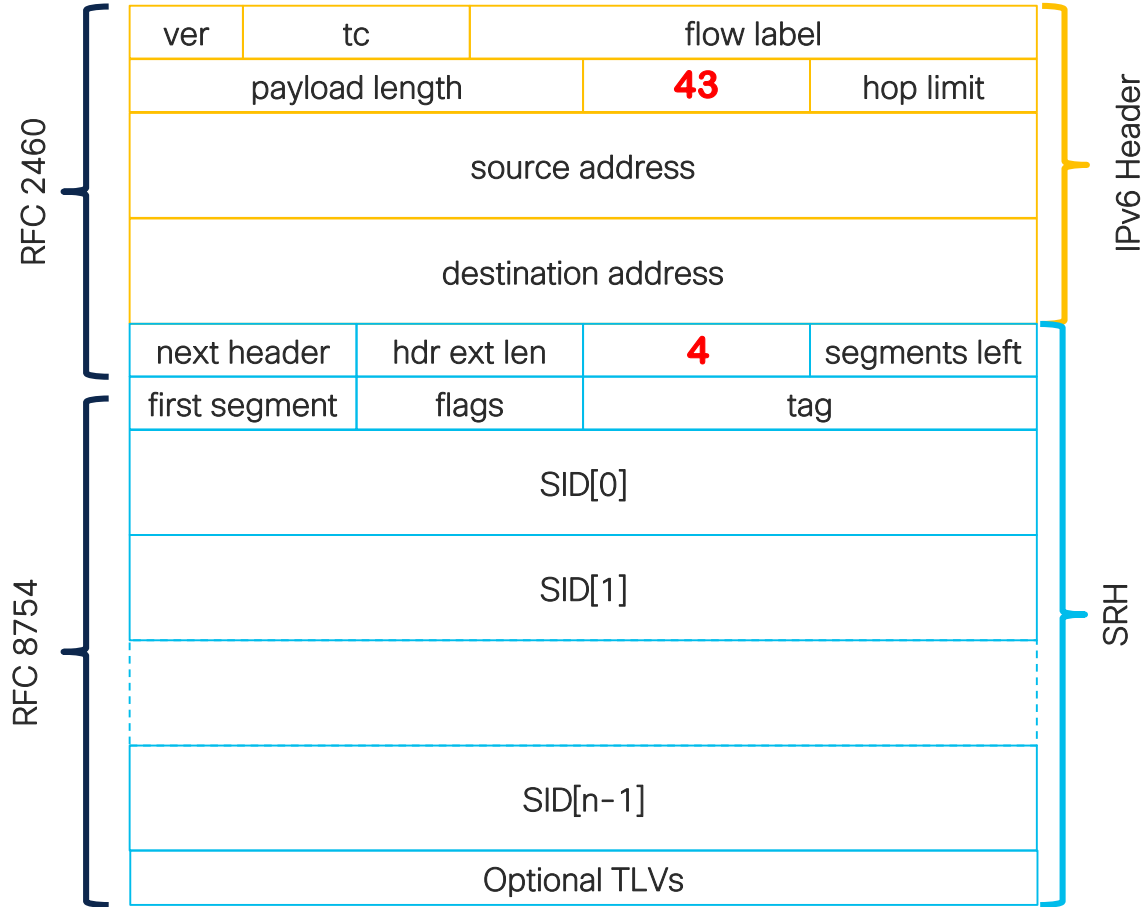 ver tc flow label
payload length 43 hop limit
source address
destination address
next header hdr ext len 4 segments left
first segment flags tag
SID[0]
SID[1]
SID[n-1]
Optional TLVs
RFC 2460
RFC 8754
IPv6 Header
SRH